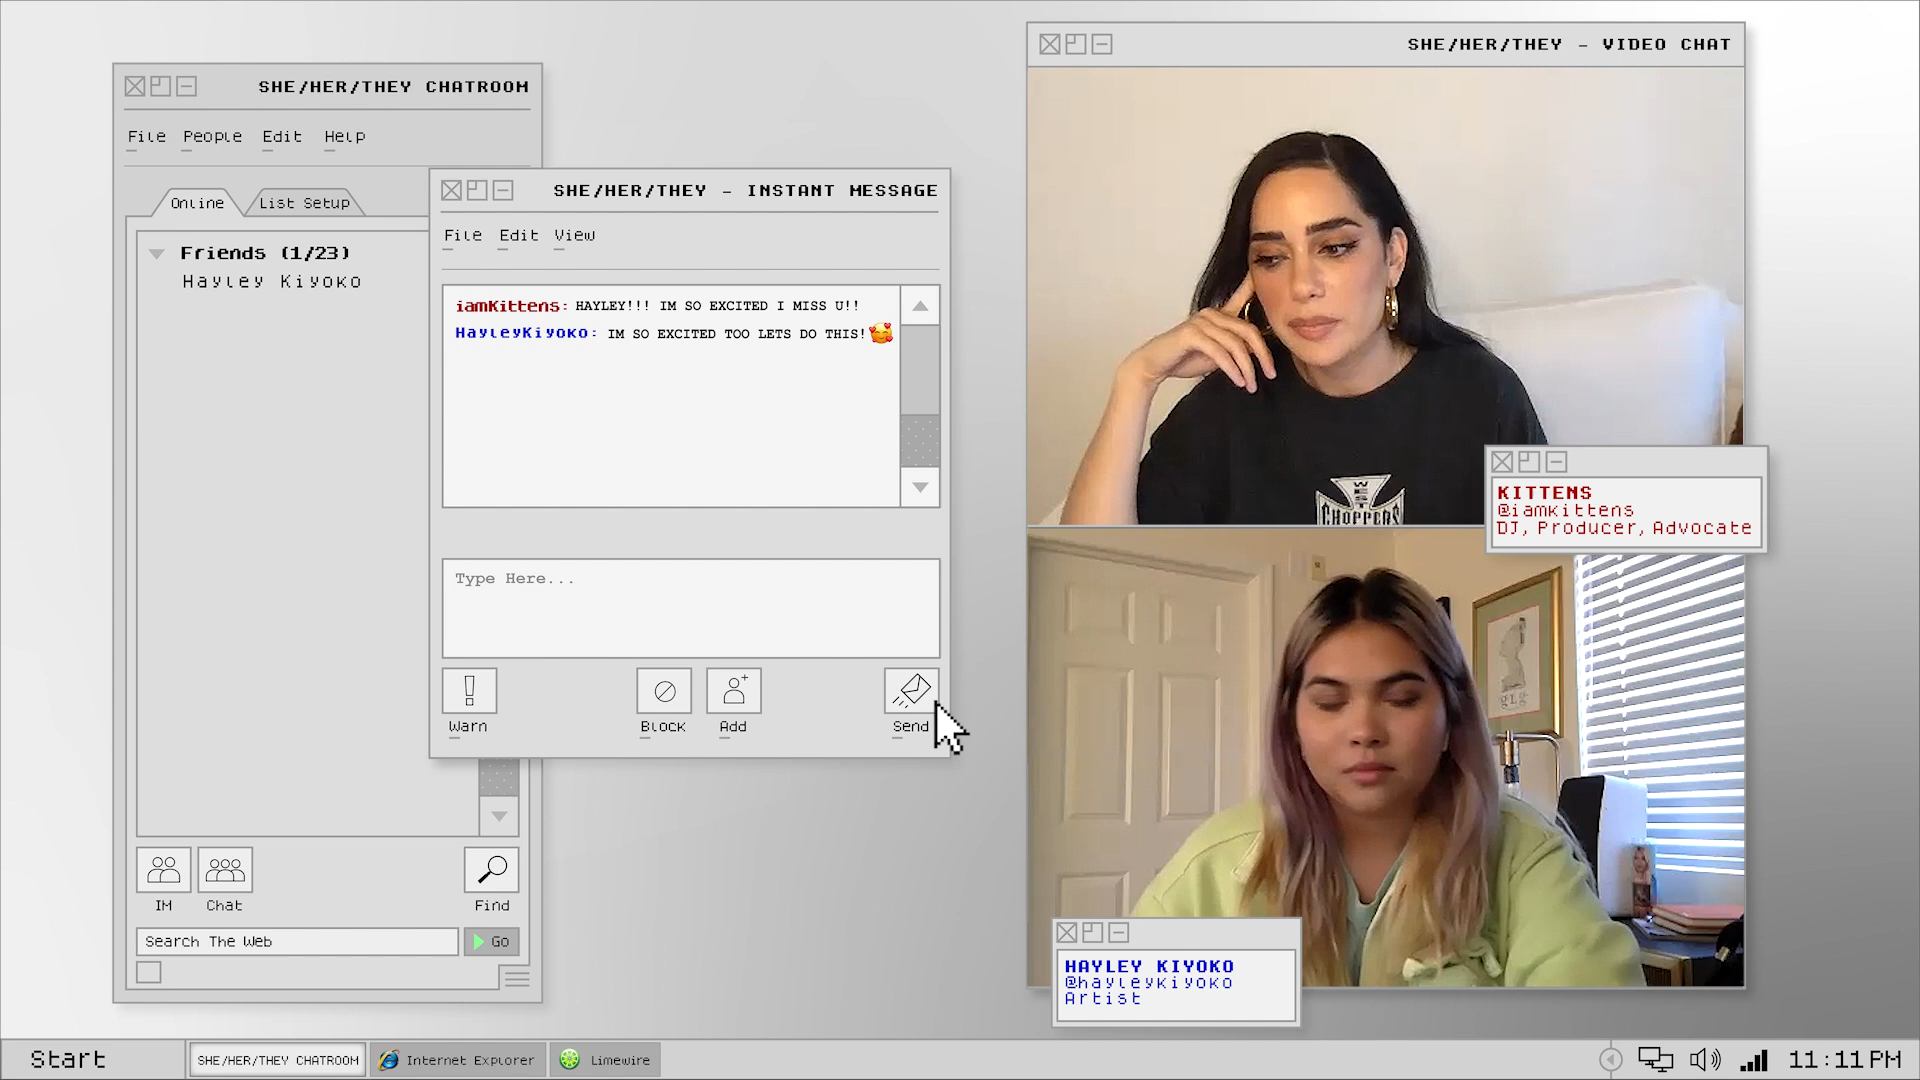 SHE/HER/THEY CHATROOM
File People Edit Help
Online List Setup
Friends (1/23)
Hayley Kiyoko
IM Chat Find
Search The Web Go
SHE/HER/THEY - INSTANT MESSAGE
File Edit View
iamKittens: HAYLEY!!! IM SO EXCITED I MISS U!!
HayleyKiyoko: IM SO EXCITED TOO LETS DO THIS!🥰
Type Here...
Warn Block Add Send
SHE/HER/THEY - VIDEO CHAT
WEST
CHOPPERS
KITTENS
@iamkittens
DJ, Producer, Advocate
glg
HAYLEY KIYOKO
@hayleykiyoko
Artist
Start SHE/HER/THEY CHATROOM Internet Explorer Limewire 11:11PM